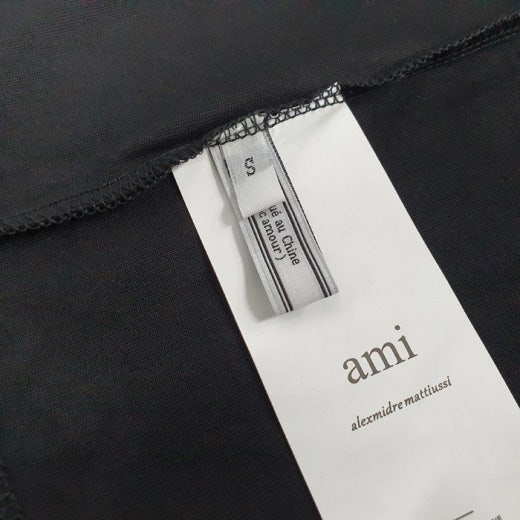 S
ué au Chine
c amour)
ami
alexmidre mattiussi